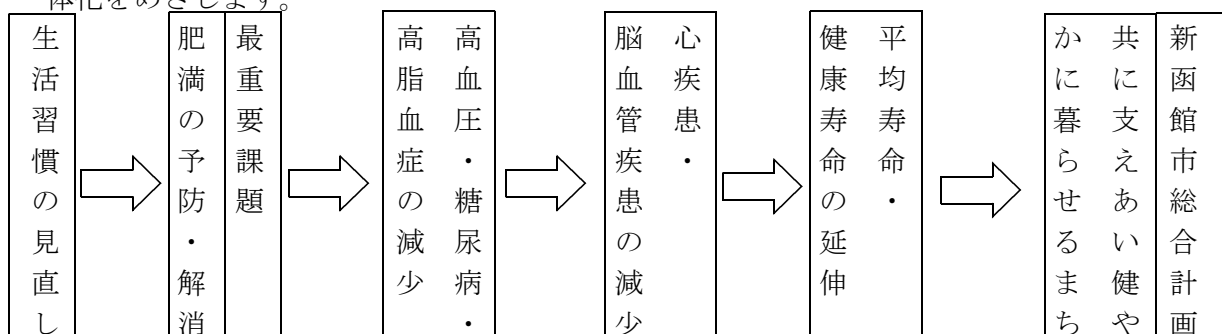 体化をめざします。
生活習慣の見直し
最重要課題
肥満の予防・解消
高血圧・糖尿病・
高脂血症の減少
心疾患・
脳血管疾患の減少
平均寿命・
健康寿命の延伸
新函館市総合計画
共に支えあい健や
かに暮らせるまち